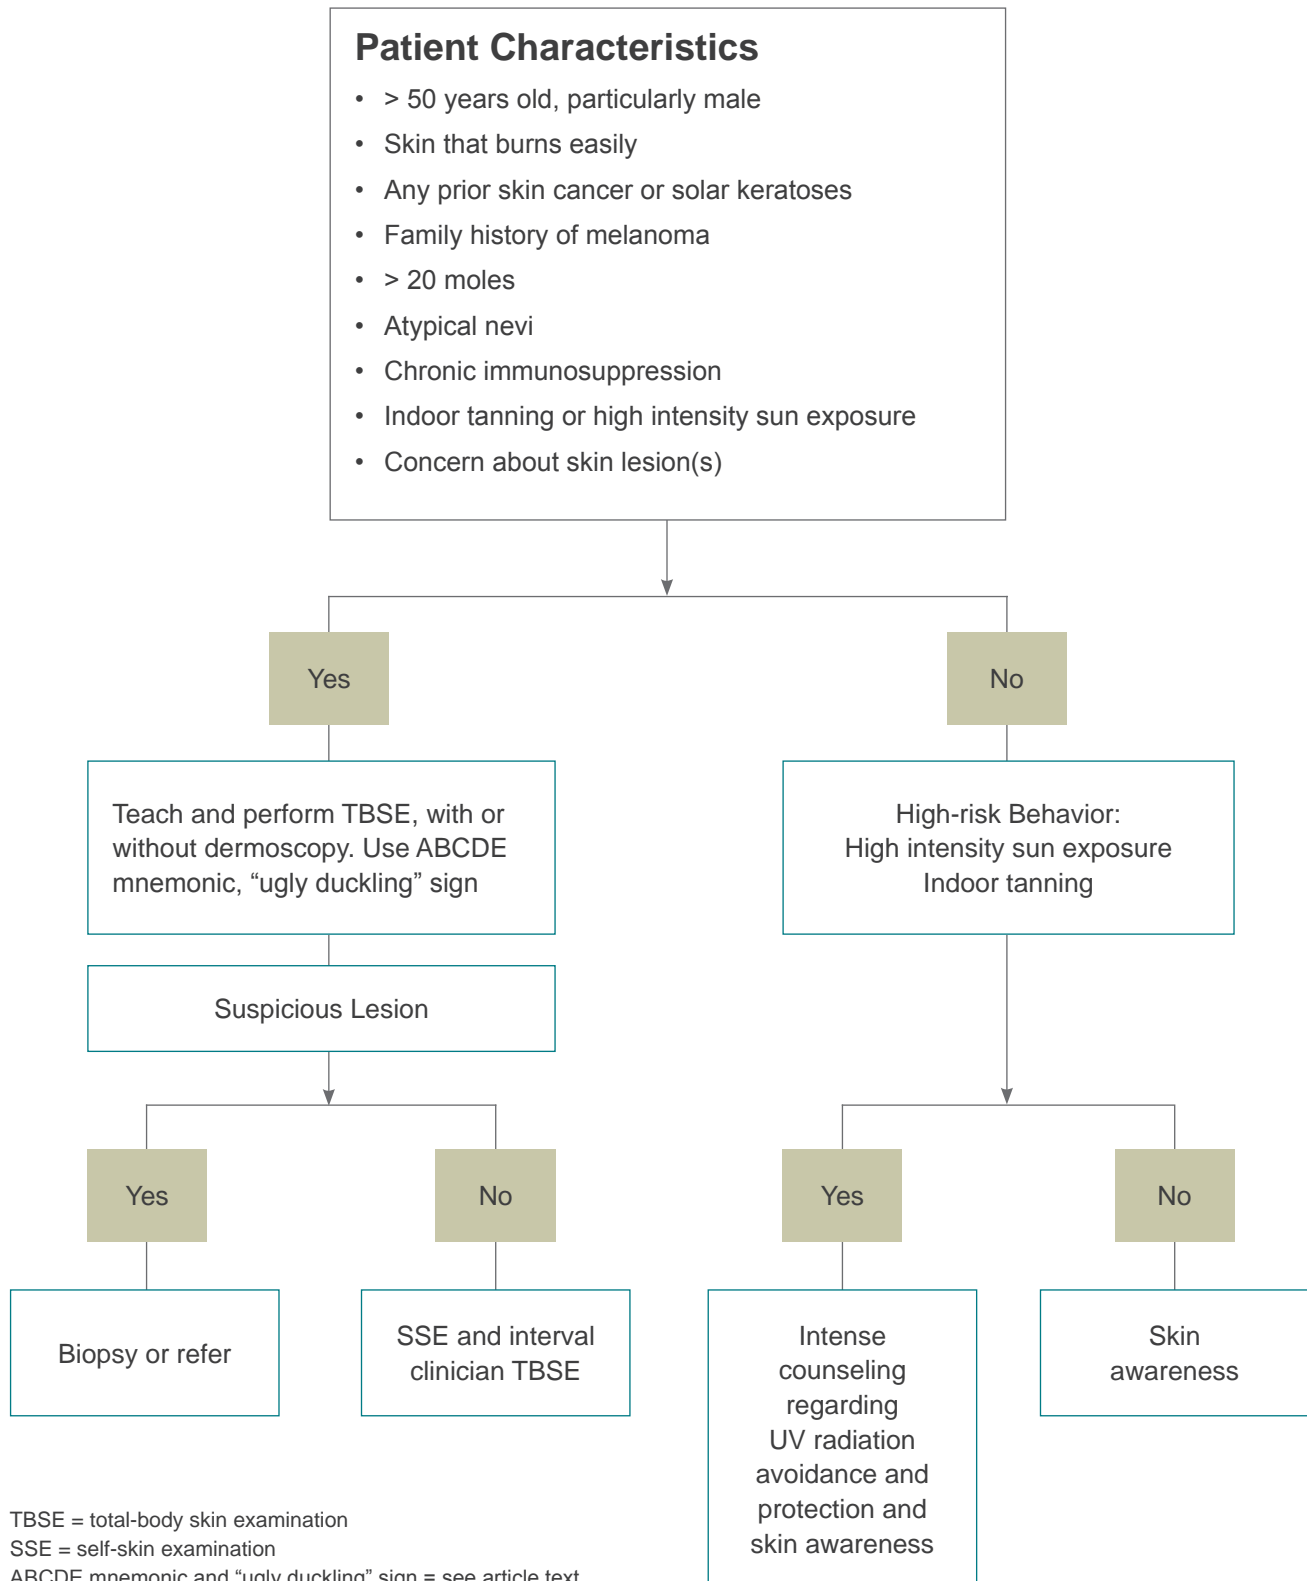 Patient Characteristics
• > 50 years old, particularly male
• Skin that burns easily
• Any prior skin cancer or solar keratoses
• Family history of melanoma
• > 20 moles
• Atypical nevi
• Chronic immunosuppression
• Indoor tanning or high intensity sun exposure
• Concern about skin lesion(s)
Yes
No
Teach and perform TBSE, with or
without dermoscopy. Use ABCDE
mnemonic, “ugly duckling” sign
High-risk Behavior:
High intensity sun exposure
Indoor tanning
Suspicious Lesion
Yes
No
Yes
No
Biopsy or refer
SSE and interval
clinician TBSE
Intense
counseling
regarding
UV radiation
avoidance and
protection and
skin awareness
Skin
awareness
TBSE = total-body skin examination
SSE = self-skin examination
ABCDE mnemonic and “ugly duckling” sign = see article text